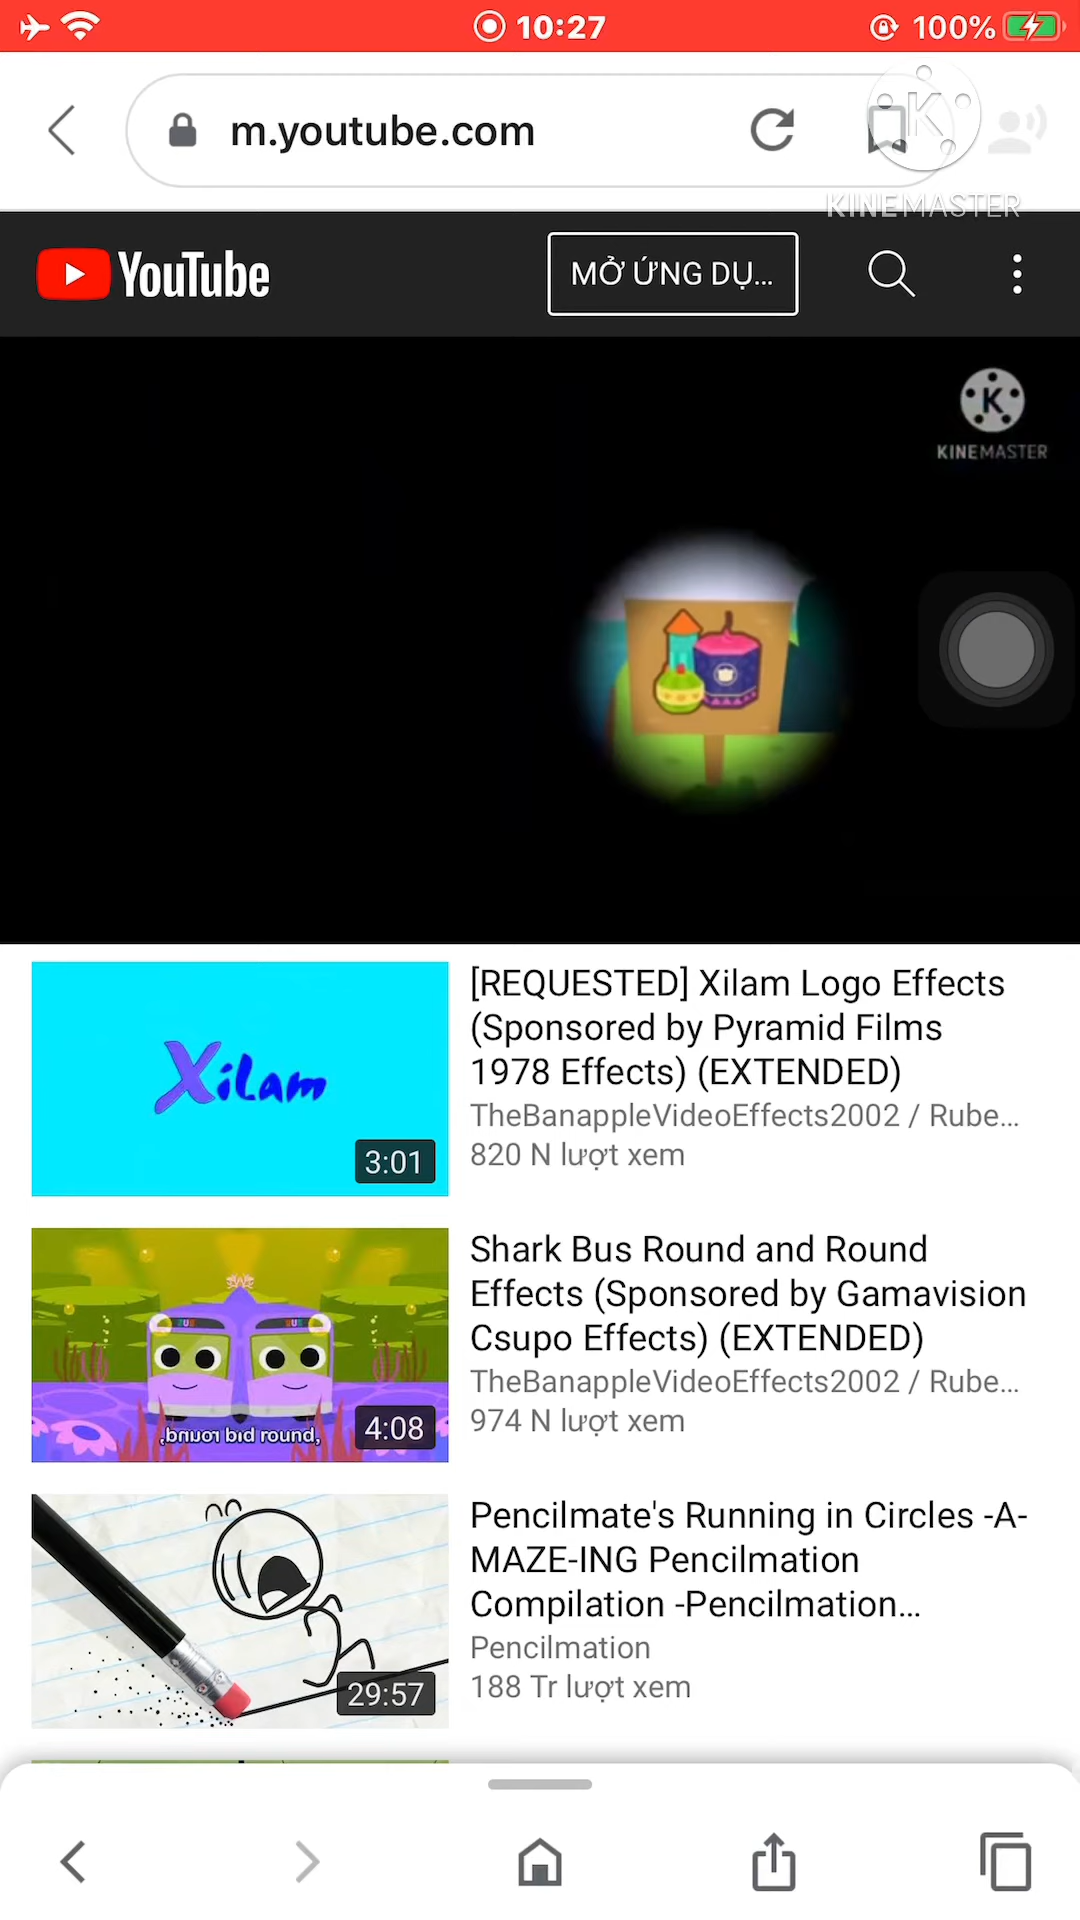 10:27
100%
m.youtube.com
K
KINEMASTER
YouTube
MỞ ỨNG DỤ...
K
KINEMASTER
Xilam
3:01
[REQUESTED] Xilam Logo Effects
(Sponsored by Pyramid Films
1978 Effects) (EXTENDED)
TheBanappleVideoEffects2002 / Rube...
820 N lượt xem
4:08
Shark Bus Round and Round
Effects (Sponsored by Gamavision
Csupo Effects) (EXTENDED)
TheBanappleVideoEffects2002 / Rube...
974 N lượt xem
29:57
Pencilmate's Running in Circles -A-
MAZE-ING Pencilmation
Compilation -Pencilmation...
Pencilmation
188 Tr lượt xem